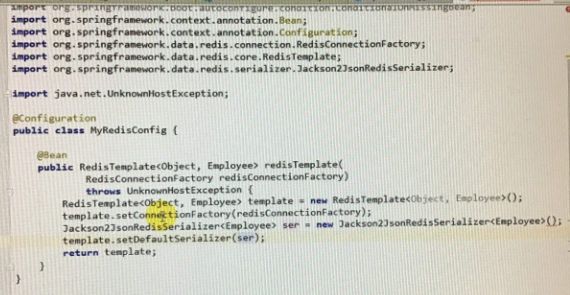 import org.springframework.boot.autoconfigure.condition.ConditionalOnMissingBean;
import org.springframework.context.annotation.Bean;
import org.springframework.context.annotation.Configuration;
import org.springframework.data.redis.connection.RedisConnectionFactory;
import org.springframework.data.redis.core.RedisTemplate;
import org.springframework.data.redis.serializer.Jackson2JsonRedisSerializer;
import java.net.UnknownHostException;
@Configuration
public class MyRedisConfig {
@Bean
public RedisTemplate<Object, Employee> redisTemplate(
RedisConnectionFactory redisConnectionFactory)
throws UnknownHostException {
RedisTemplate<Object, Employee> template = new RedisTemplate<Object, Employee>();
template.setConnectionFactory(redisConnectionFactory);
Jackson2JsonRedisSerializer<Employee> ser = new Jackson2JsonRedisSerializer<Employee>();
template.setDefaultSerializer(ser);
return template;
}
}